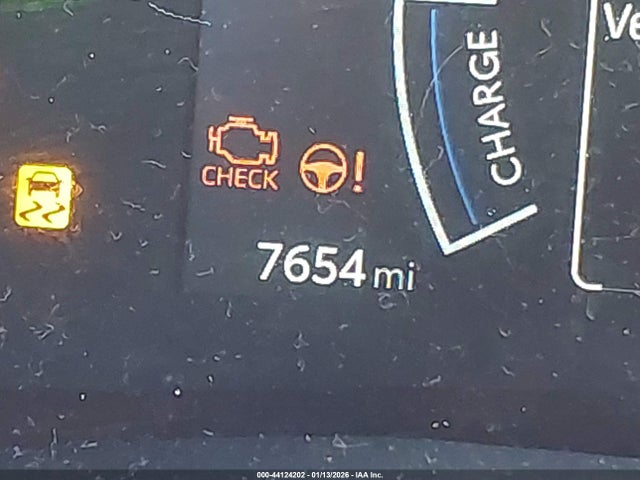 Ve
CHARGE
CHECK
!
7654 mi
000-44124202 - 01/13/2026 - IAA Inc.